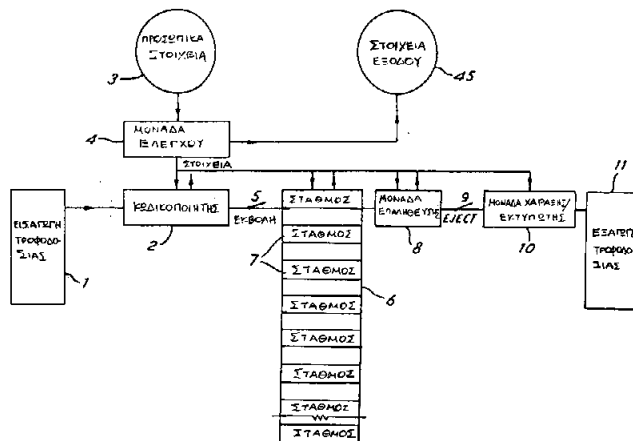 ΠΡΟΣΩΠΙΚΑ
ΣΤΟΙΧΕΙΑ
3
ΣΤΟΙΧΕΙΑ
ΕΞΟΔΟΥ
45
4
ΜΟΝΑΔΑ
ΕΛΕΓΧΟΥ
ΣΤΟΙΧΕΙΑ
11
ΕΙΣΑΓΩΓΗ
ΤΡΟΦΟΔΟ-
ΣΙΑΣ
1
ΚΩΔΙΚΟΠΟΙΗΤΗΣ
2
5
ΕΚΒΟΛΗ
ΣΤΑΘΜΟΣ
ΣΤΑΘΜΟΣ
ΣΤΑΘΜΟΣ
ΣΤΑΘΜΟΣ
ΣΤΑΘΜΟΣ
ΣΤΑΘΜΟΣ
ΣΤΑΘΜΟΣ
ΣΤΑΘΜΟΣ
7
6
ΜΟΝΑΔΑ
ΕΠΑΛΗΘΕΥΣΗΣ
8
9
EJECT
ΜΟΝΑΔΑ ΧΑΡΑΞΗΣ/
ΕΚΤΥΠΩΤΗΣ
10
ΕΞΑΓΩΓΗ
ΤΡΟΦΟΔΟ-
ΣΙΑΣ